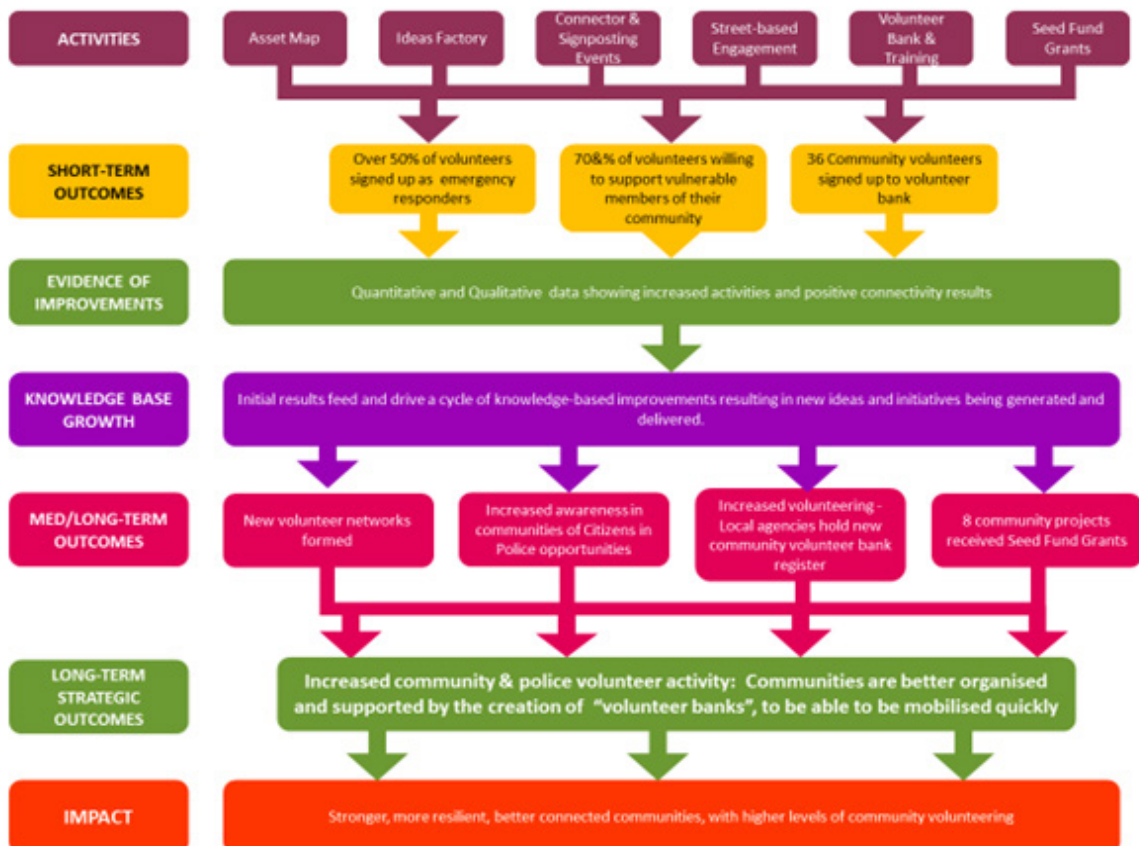 ACTIVITiES
Asset Map
Ideas Factory
Connector &
Signposting
Events
Street-based
Engagement
Volunteer
Bank &
Training
Seed Fund
Grants
SHORT-TERM
OUTCOMES
Over 50% of volunteers
signed up as emergency
responders
70&% of volunteers willing
to support vulnerable
members of their
community
36 Community volunteers
signed up to volunteer
bank
EVIDENCE OF
IMPROVEMENTS
Quantitative and Qualitative data showing increased activities and positive connectivity results
KNOWLEDGE BASE
GROWTH
Initial results feed and drive a cycle of knowledge-based improvements resulting in new ideas and initiatives being generated and
delivered.
MED/LONG-TERM
OUTCOMES
New volunteer networks
formed
Increased awareness in
communities of Citizens in
Police opportunities
Increased volunteering -
Local agencies hold new
community volunteer bank
register
8 community projects
received Seed Fund Grants
LONG-TERM
STRATEGIC
OUTCOMES
Increased community & police volunteer activity: Communities are better organised
and supported by the creation of "volunteer banks", to be able to be mobilised quickly
IMPACT
Stronger, more resilient, better connected communities, with higher levels of community volunteering